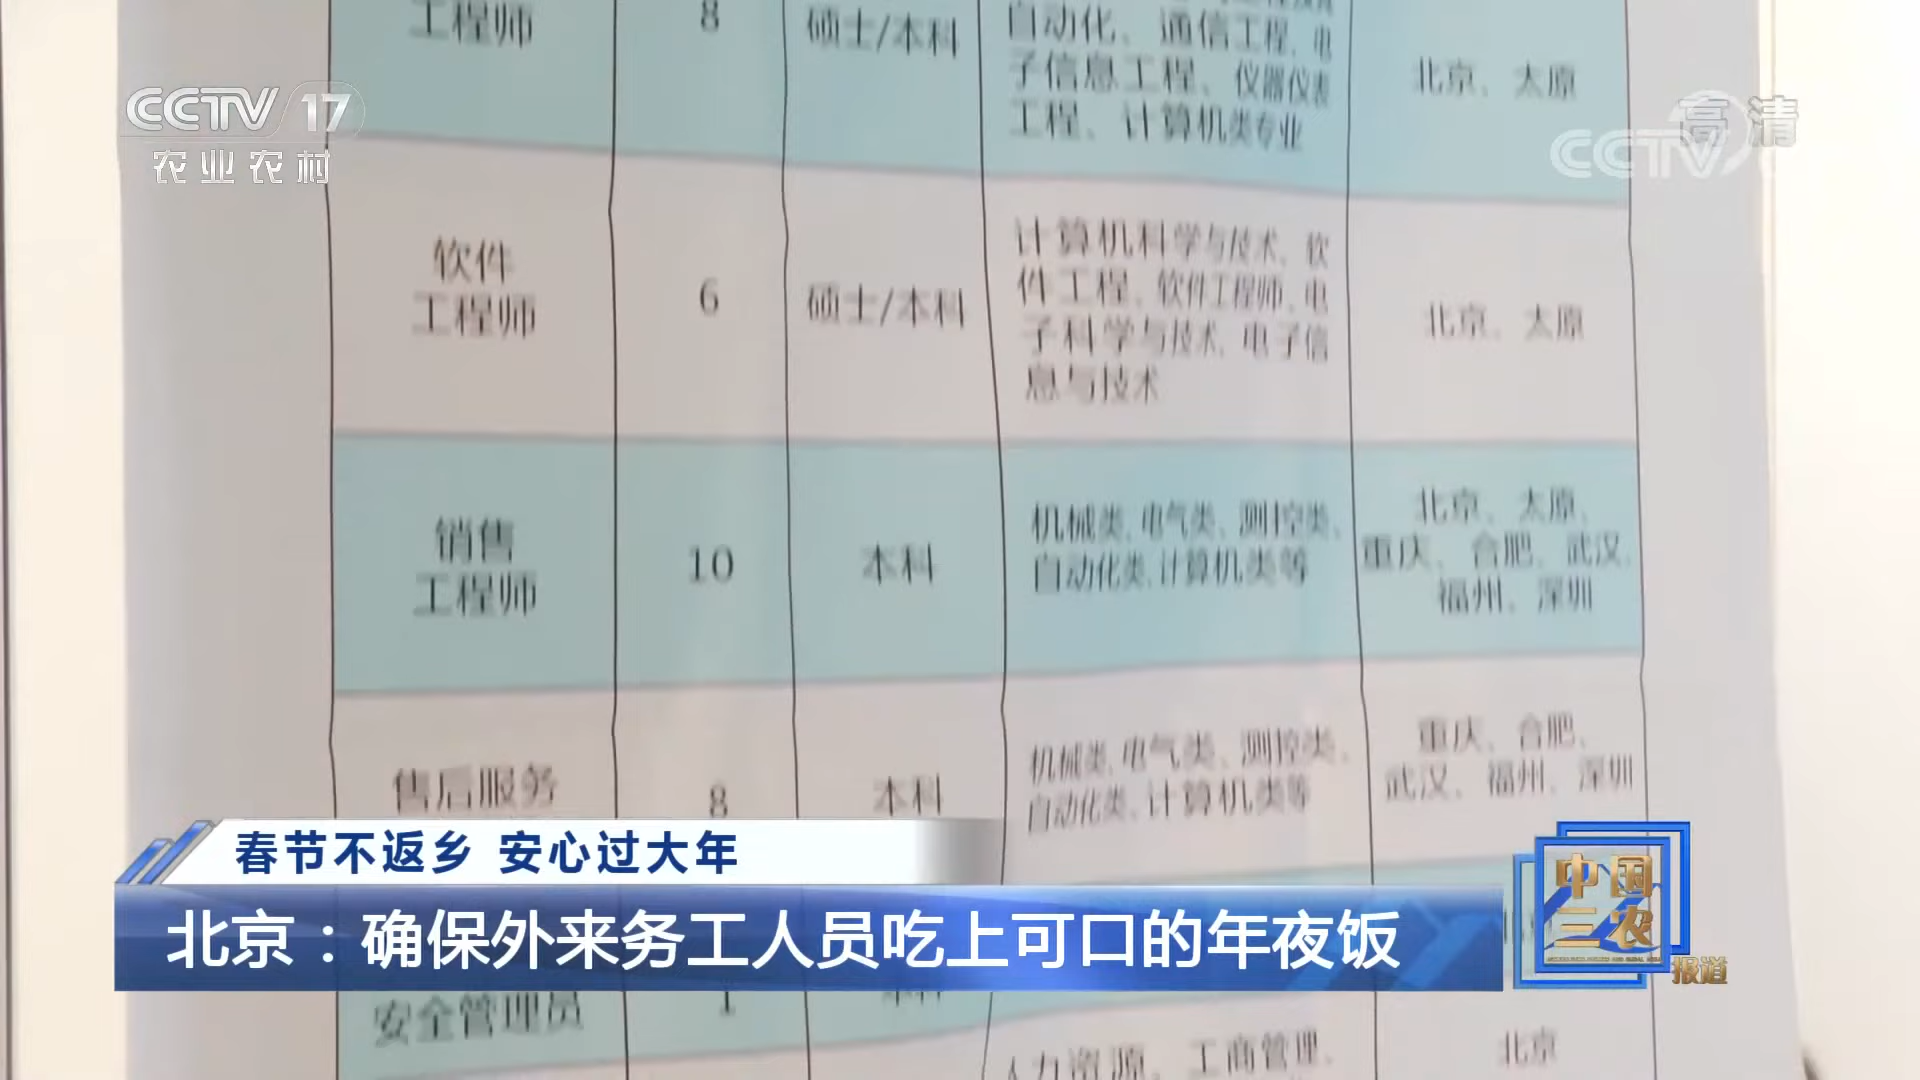 工程师
8
硕士/本科
自动化、通信工程、电
子信息工程、仪器仪表
工程、计算机类专业
北京、太原
CCTV 17
农业农村
高清
CCTV
软件
工程师
6
硕士/本科
计算机科学与技术、软
件工程、软件工程师、电
子科学与技术、电子信
息与技术
北京、太原
销售
工程师
10
本科
机械类、电气类、测控类、
自动化类、计算机类等
北京、太原、
重庆、合肥、武汉、
福州、深圳
售后服务
8
本科
机械类、电气类、测控类、
自动化类、计算机类等
重庆、合肥、
武汉、福州、深圳
春节不返乡 安心过大年
北京：确保外来务工人员吃上可口的年夜饭
中国
三农
报道
安全管理员
1
本科
人力资源、工商管理、
北京